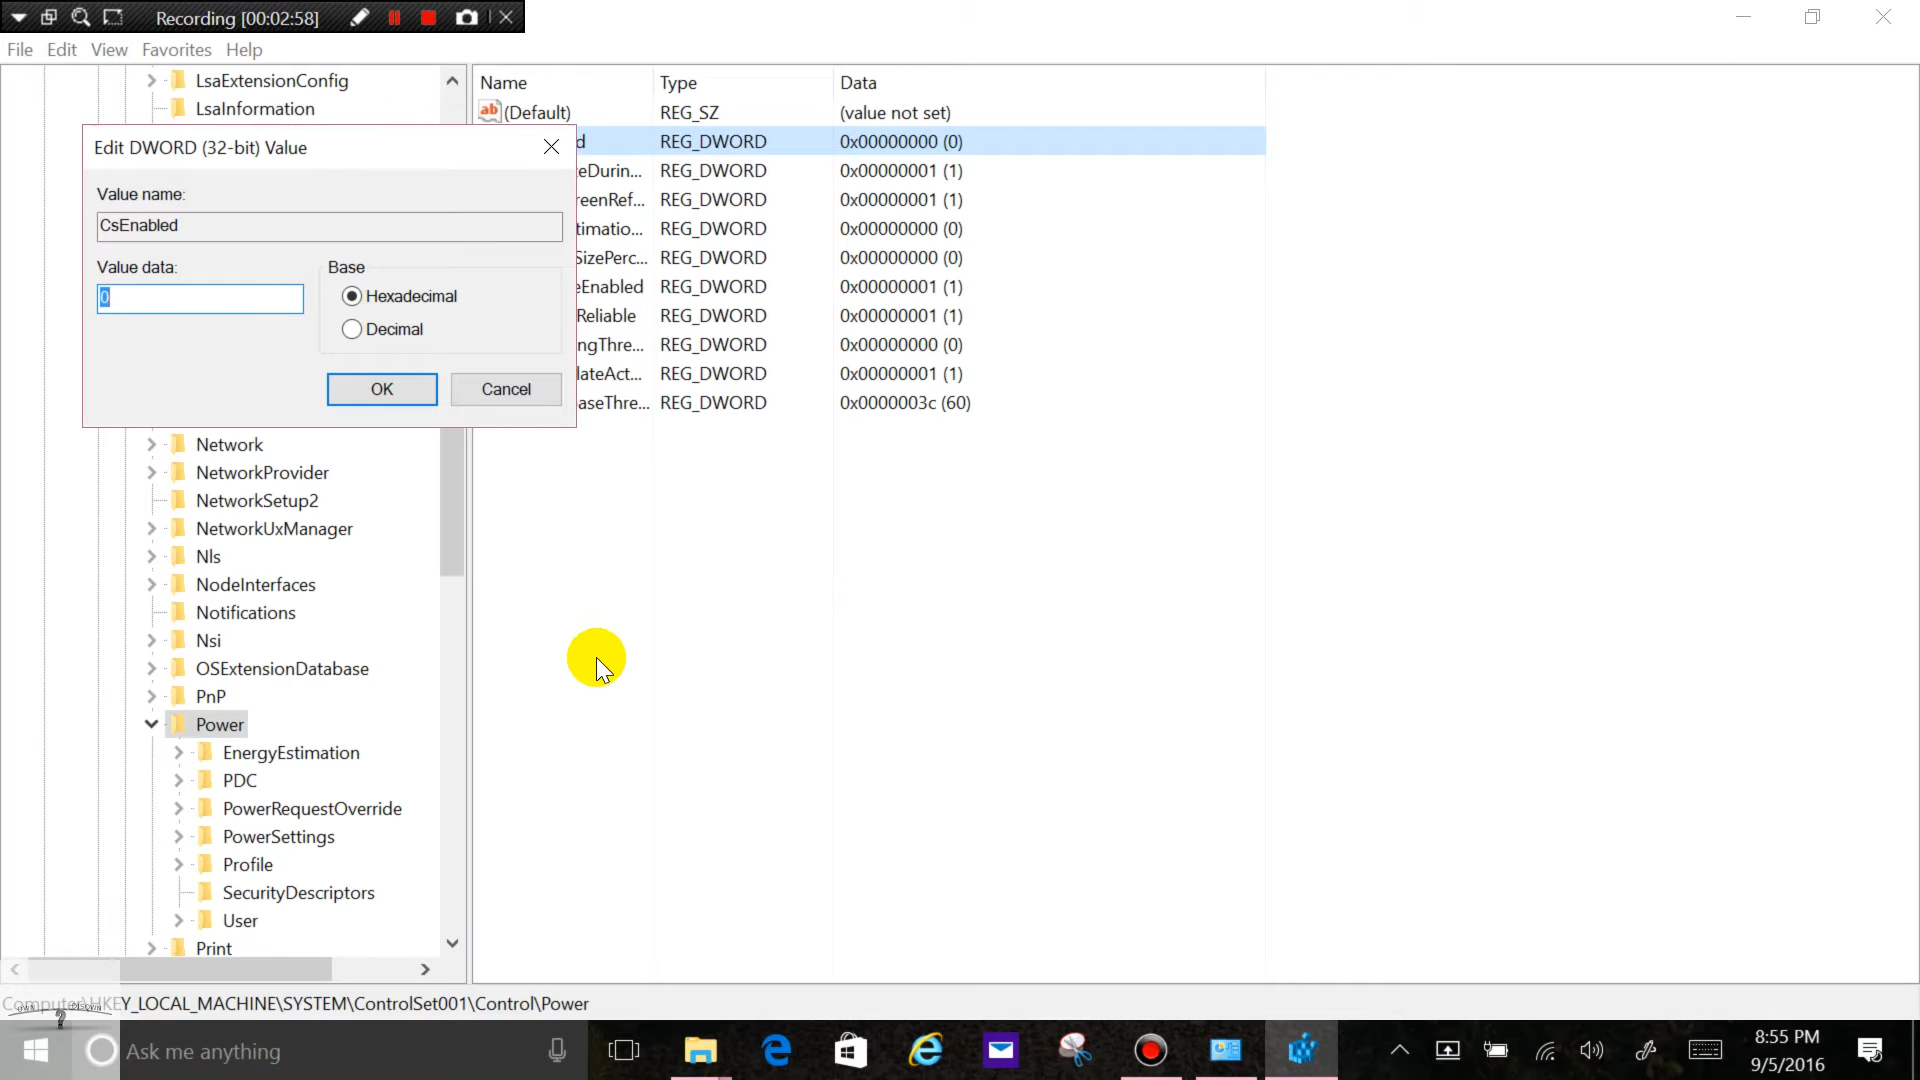 Recording [00:02:58]
File Edit View Favorites Help
LsaExtensionConfig
LsaInformation
Name Type Data
(Default) REG_SZ (value not set)
d REG_DWORD 0x00000000 (0)
eDurin... REG_DWORD 0x00000001 (1)
reenRef... REG_DWORD 0x00000001 (1)
timatio... REG_DWORD 0x00000000 (0)
SizePerc... REG_DWORD 0x00000000 (0)
eEnabled REG_DWORD 0x00000001 (1)
Reliable REG_DWORD 0x00000001 (1)
ngThre... REG_DWORD 0x00000000 (0)
lateAct... REG_DWORD 0x00000001 (1)
aseThre... REG_DWORD 0x0000003c (60)
Edit DWORD (32-bit) Value
Value name:
CsEnabled
Value data:
0
Base
Hexadecimal
Decimal
OK Cancel
Network
NetworkProvider
NetworkSetup2
NetworkUxManager
Nls
NodeInterfaces
Notifications
Nsi
OSExtensionDatabase
PnP
Power
EnergyEstimation
PDC
PowerRequestOverride
PowerSettings
Profile
SecurityDescriptors
User
Print
Computer\HKEY_LOCAL_MACHINE\SYSTEM\ControlSet001\Control\Power
Ask me anything
8:55 PM
9/5/2016